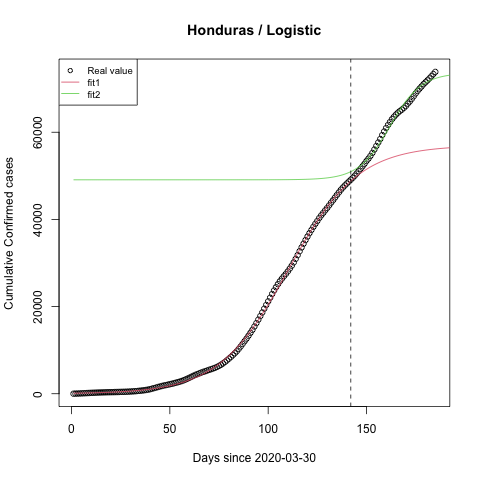 Honduras / Logistic
Real value
fit1
fit2
Cumulative Confirmed cases
60000
40000
20000
0
0 50 100 150
Days since 2020-03-30